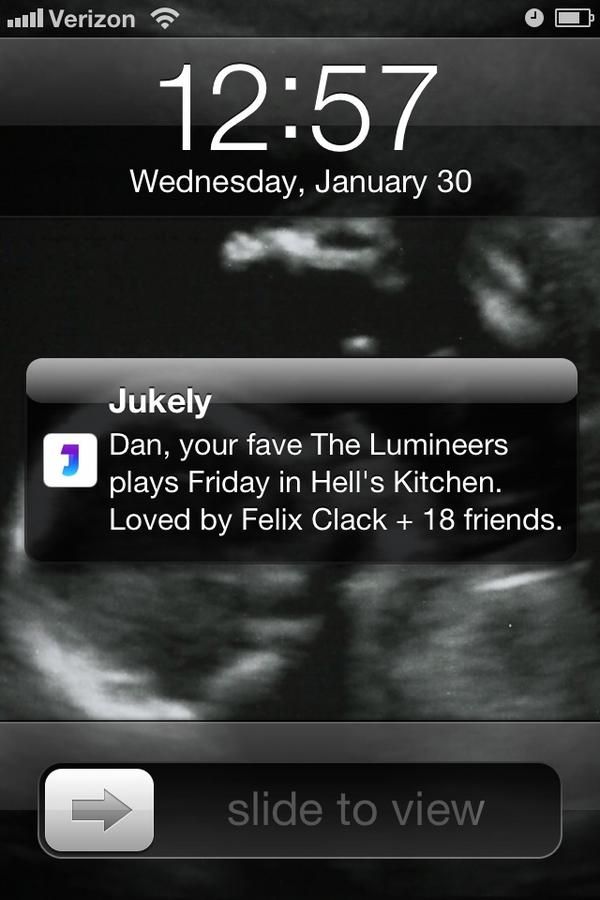 Verizon
12:57
Wednesday, January 30
Jukely
Dan, your fave The Lumineers
plays Friday in Hell's Kitchen.
Loved by Felix Clack + 18 friends.
slide to view